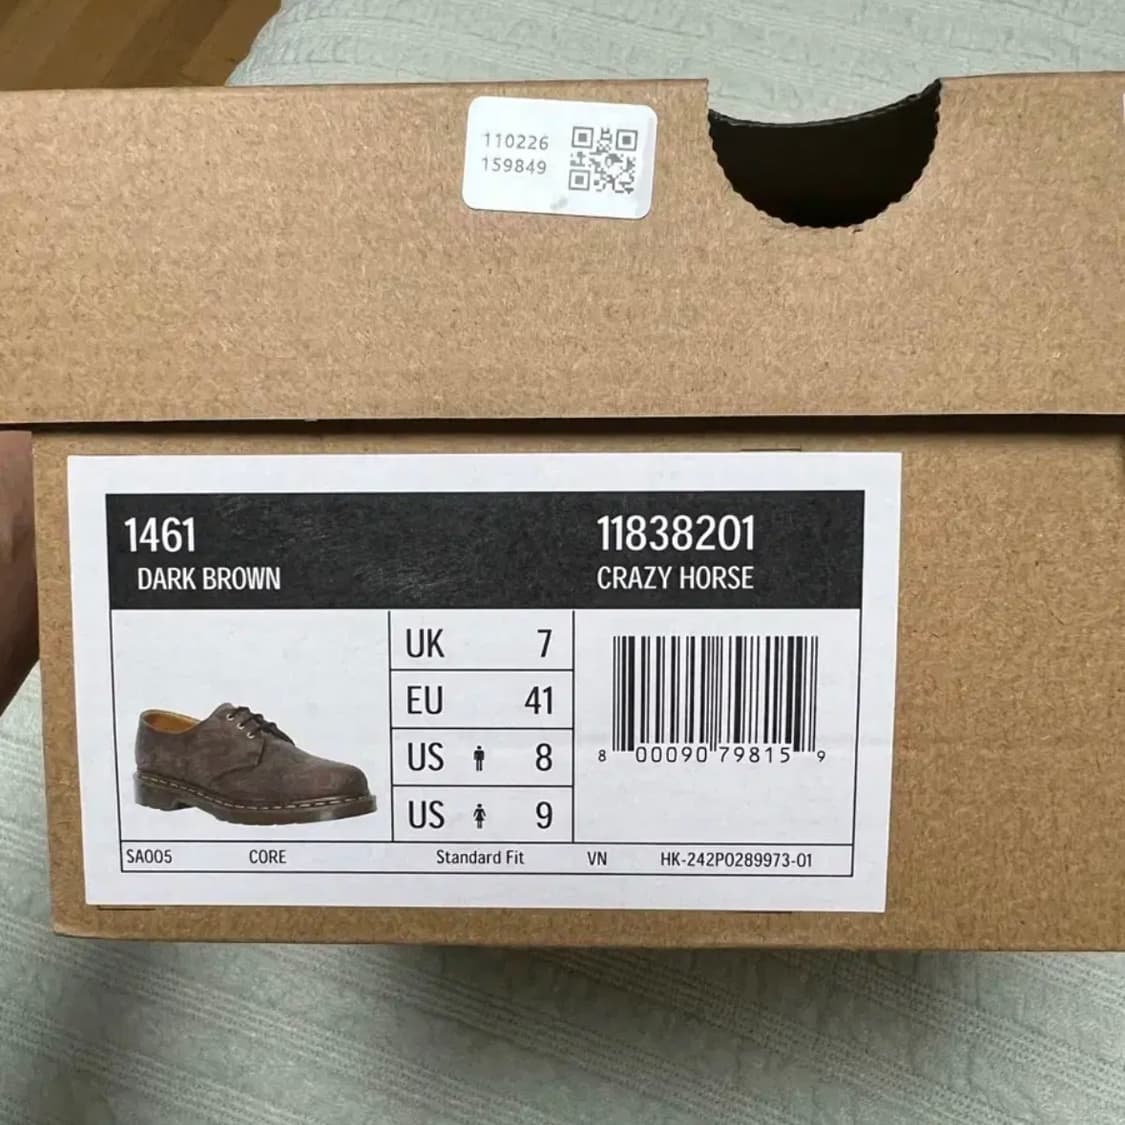 110226
159849
1461
DARK BROWN
11838201
CRAZY HORSE
UK 7
EU 41
US 8
US 9
8 00090 79815 9
SA005 CORE Standard Fit VN HK-242P0289973-01